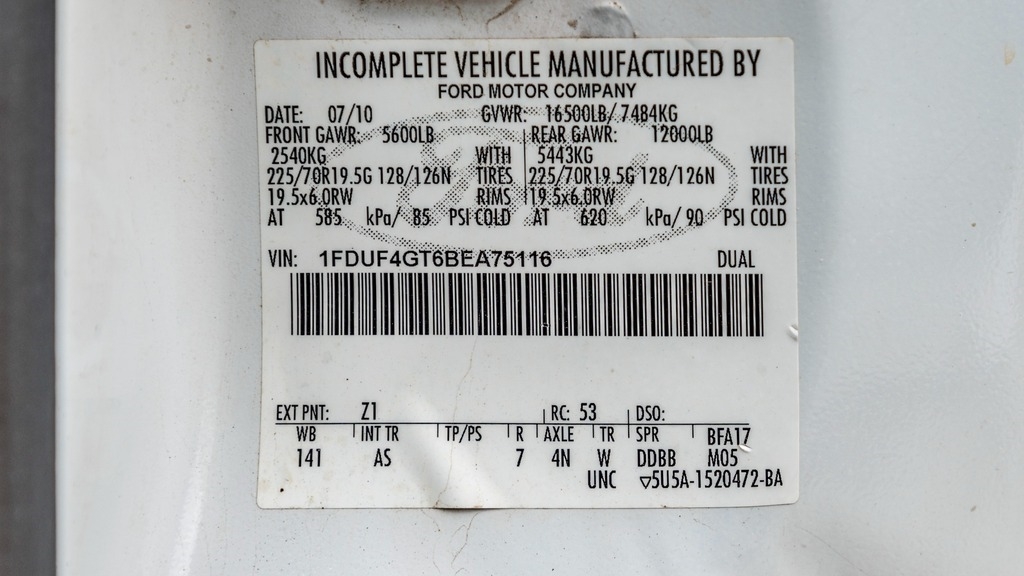 INCOMPLETE VEHICLE MANUFACTURED BY
FORD MOTOR COMPANY
DATE: 07/10 GVWR: 16500LB/ 7484KG
FRONT GAWR: 5600LB REAR GAWR: 12000LB
2540KG WITH 5443KG WITH
225/70R19.5G 128/126N TIRES 225/70R19.5G 128/126N TIRES
19.5x6.0RW RIMS 19.5x6.0RW RIMS
AT 585 kPa/ 85 PSI COLD AT 620 kPa/ 90 PSI COLD
VIN: 1FDUF4GT6BEA75116 DUAL
EXT PNT: Z1 RC: 53 DSO:
WB INT TR TP/PS R AXLE TR SPR BFA17
141 AS 7 4N W DDBB M05
UNC ▽5U5A-1520472-BA